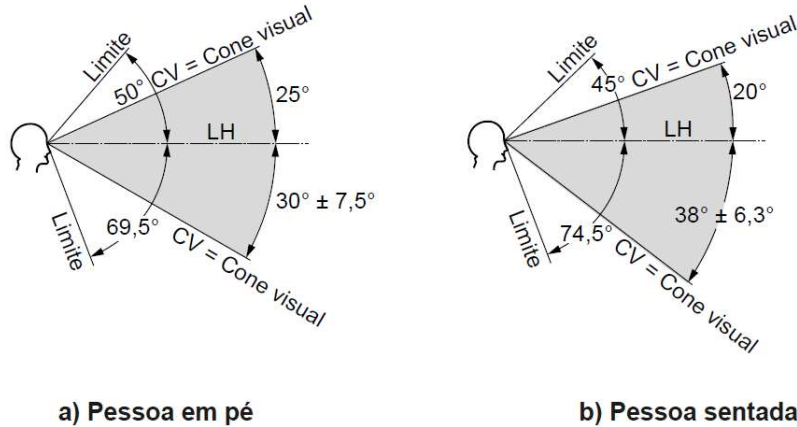 Limite
50°
CV = Cone visual
25°
LH
30° ± 7,5°
69,5°
Limite
CV = Cone visual
a) Pessoa em pé
Limite
45°
CV = Cone visual
20°
LH
38° ± 6,3°
74,5°
Limite
CV = Cone visual
b) Pessoa sentada